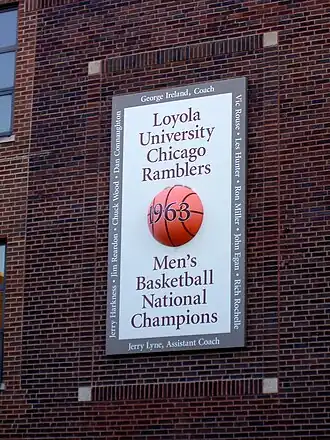 George Ireland, Coach
Loyola
University
Chicago
Ramblers
1963
Men's
Basketball
National
Champions
Jerry Harkness • Jim Reardon • Chuck Wood • Dan Connaughton
Vic Rouse • Les Hunter • Ron Miller • John Egan • Rich Rochelle
Jerry Lyne, Assistant Coach